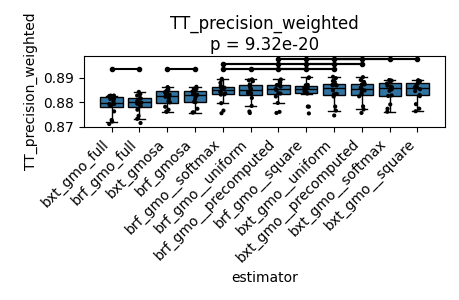 TT_precision_weighted
p = 9.32e-20
TT_precision_weighted
0.89
0.88
0.87
bxt_gmo_full
brf_gmo_full
bxt_gmosa
brf_gmosa
brf_gmo__softmax
brf_gmo__uniform
brf_gmo__precomputed
brf_gmo__square
bxt_gmo__uniform
bxt_gmo__precomputed
bxt_gmo__softmax
bxt_gmo__square
estimator